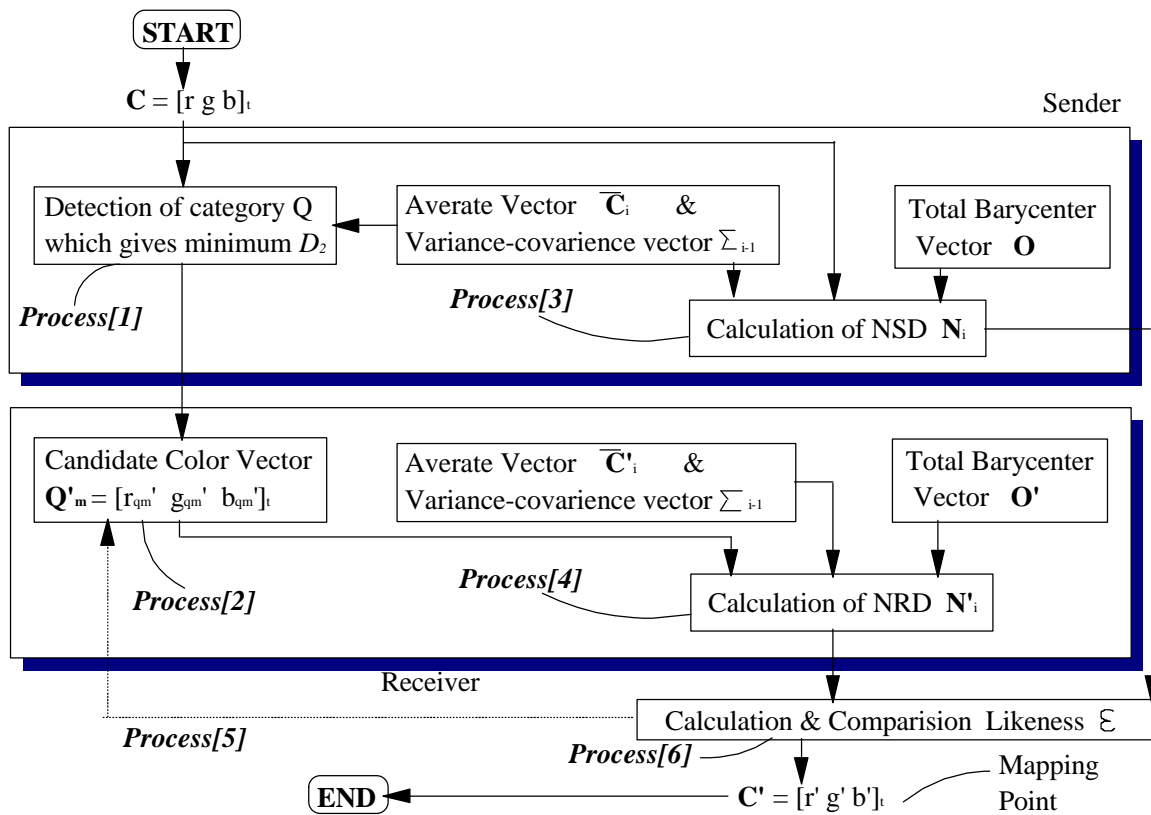 START
C = [r g b]t
Sender
Detection of category Q
which gives minimum D2
Averate Vector C̅i &
Variance-covarience vector ∑i-1
Total Barycenter
Vector O
Process[1]
Process[3]
Calculation of NSD Ni
Candidate Color Vector
Q'm = [rqm' gqm' bqm']t
Averate Vector C̅'i &
Variance-covarience vector ∑i-1
Total Barycenter
Vector O'
Process[2]
Process[4]
Calculation of NRD N'i
Receiver
Calculation & Comparision Likeness ε
Process[5]
Process[6]
END
C' = [r' g' b']t
Mapping
Point